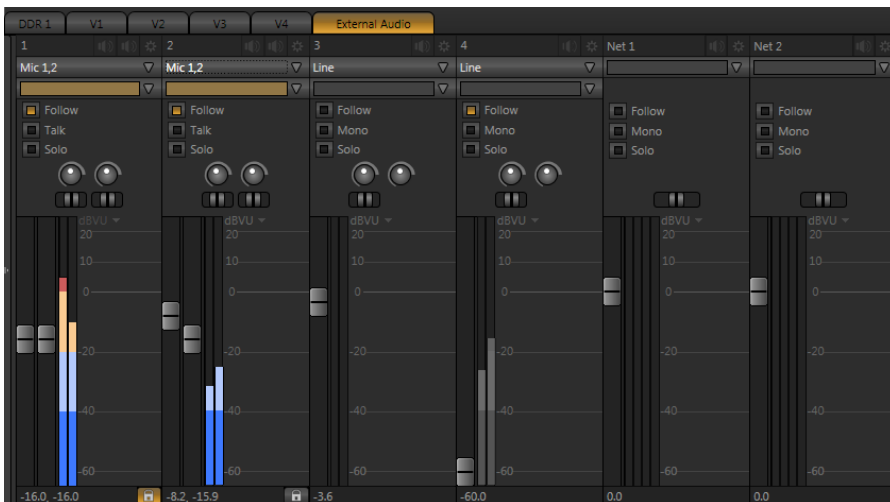 DDR 1 V1 V2 V3 V4 External Audio
1 2 3 4 Net 1 Net 2
Mic 1,2 Mic 1,2 Line Line
Follow Follow Follow Follow Follow Follow
Talk Talk Mono Mono Mono Mono
Solo Solo Solo Solo Solo Solo
dBVU dBVU dBVU dBVU dBVU dBVU
20 20 20 20 20 20
10 10 10 10 10 10
0 0 0 0 0 0
-20 -20 -20 -20 -20 -20
-40 -40 -40 -40 -40 -40
-60 -60 -60 -60 -60 -60
-16.0, -16.0 -8.2, -15.9 -3.6 -60.0 0.0 0.0